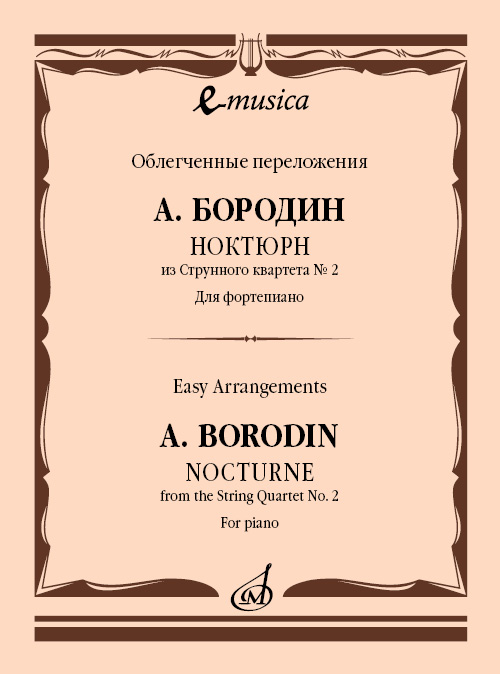 e-musica
Облегченные переложения
А. БОРОДИН
НОКТЮРН
из Струнного квартета № 2
Для фортепиано
Easy Arrangements
A. BORODIN
NOCTURNE
from the String Quartet No. 2
For piano
М